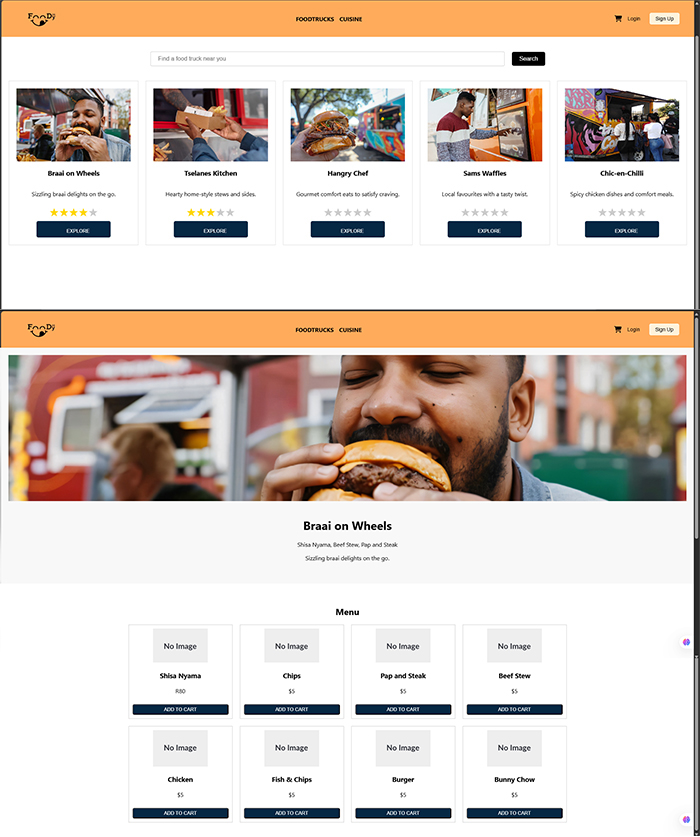 FooDy
FOODTRUCKS CUISINE
Login
Sign Up
Find a food truck near you
Search
Braai on Wheels
Tselanes Kitchen
Hangry Chef
Sams Waffles
Chic-en-Chilli
Sizzling braai delights on the go.
Hearty home-style stews and sides.
Gourmet comfort eats to satisfy craving.
Local favourites with a tasty twist.
Spicy chicken dishes and comfort meals.
EXPLORE
EXPLORE
EXPLORE
EXPLORE
EXPLORE
FooDy
FOODTRUCKS CUISINE
Login
Sign Up
Braai on Wheels
Shisa Nyama, Beef Stew, Pap and Steak
Sizzling braai delights on the go.
Menu
No Image
No Image
No Image
No Image
Shisa Nyama
Chips
Pap and Steak
Beef Stew
R80
$5
$5
$5
ADD TO CART
ADD TO CART
ADD TO CART
ADD TO CART
No Image
No Image
No Image
No Image
Chicken
Fish & Chips
Burger
Bunny Chow
$5
$5
$5
$5
ADD TO CART
ADD TO CART
ADD TO CART
ADD TO CART